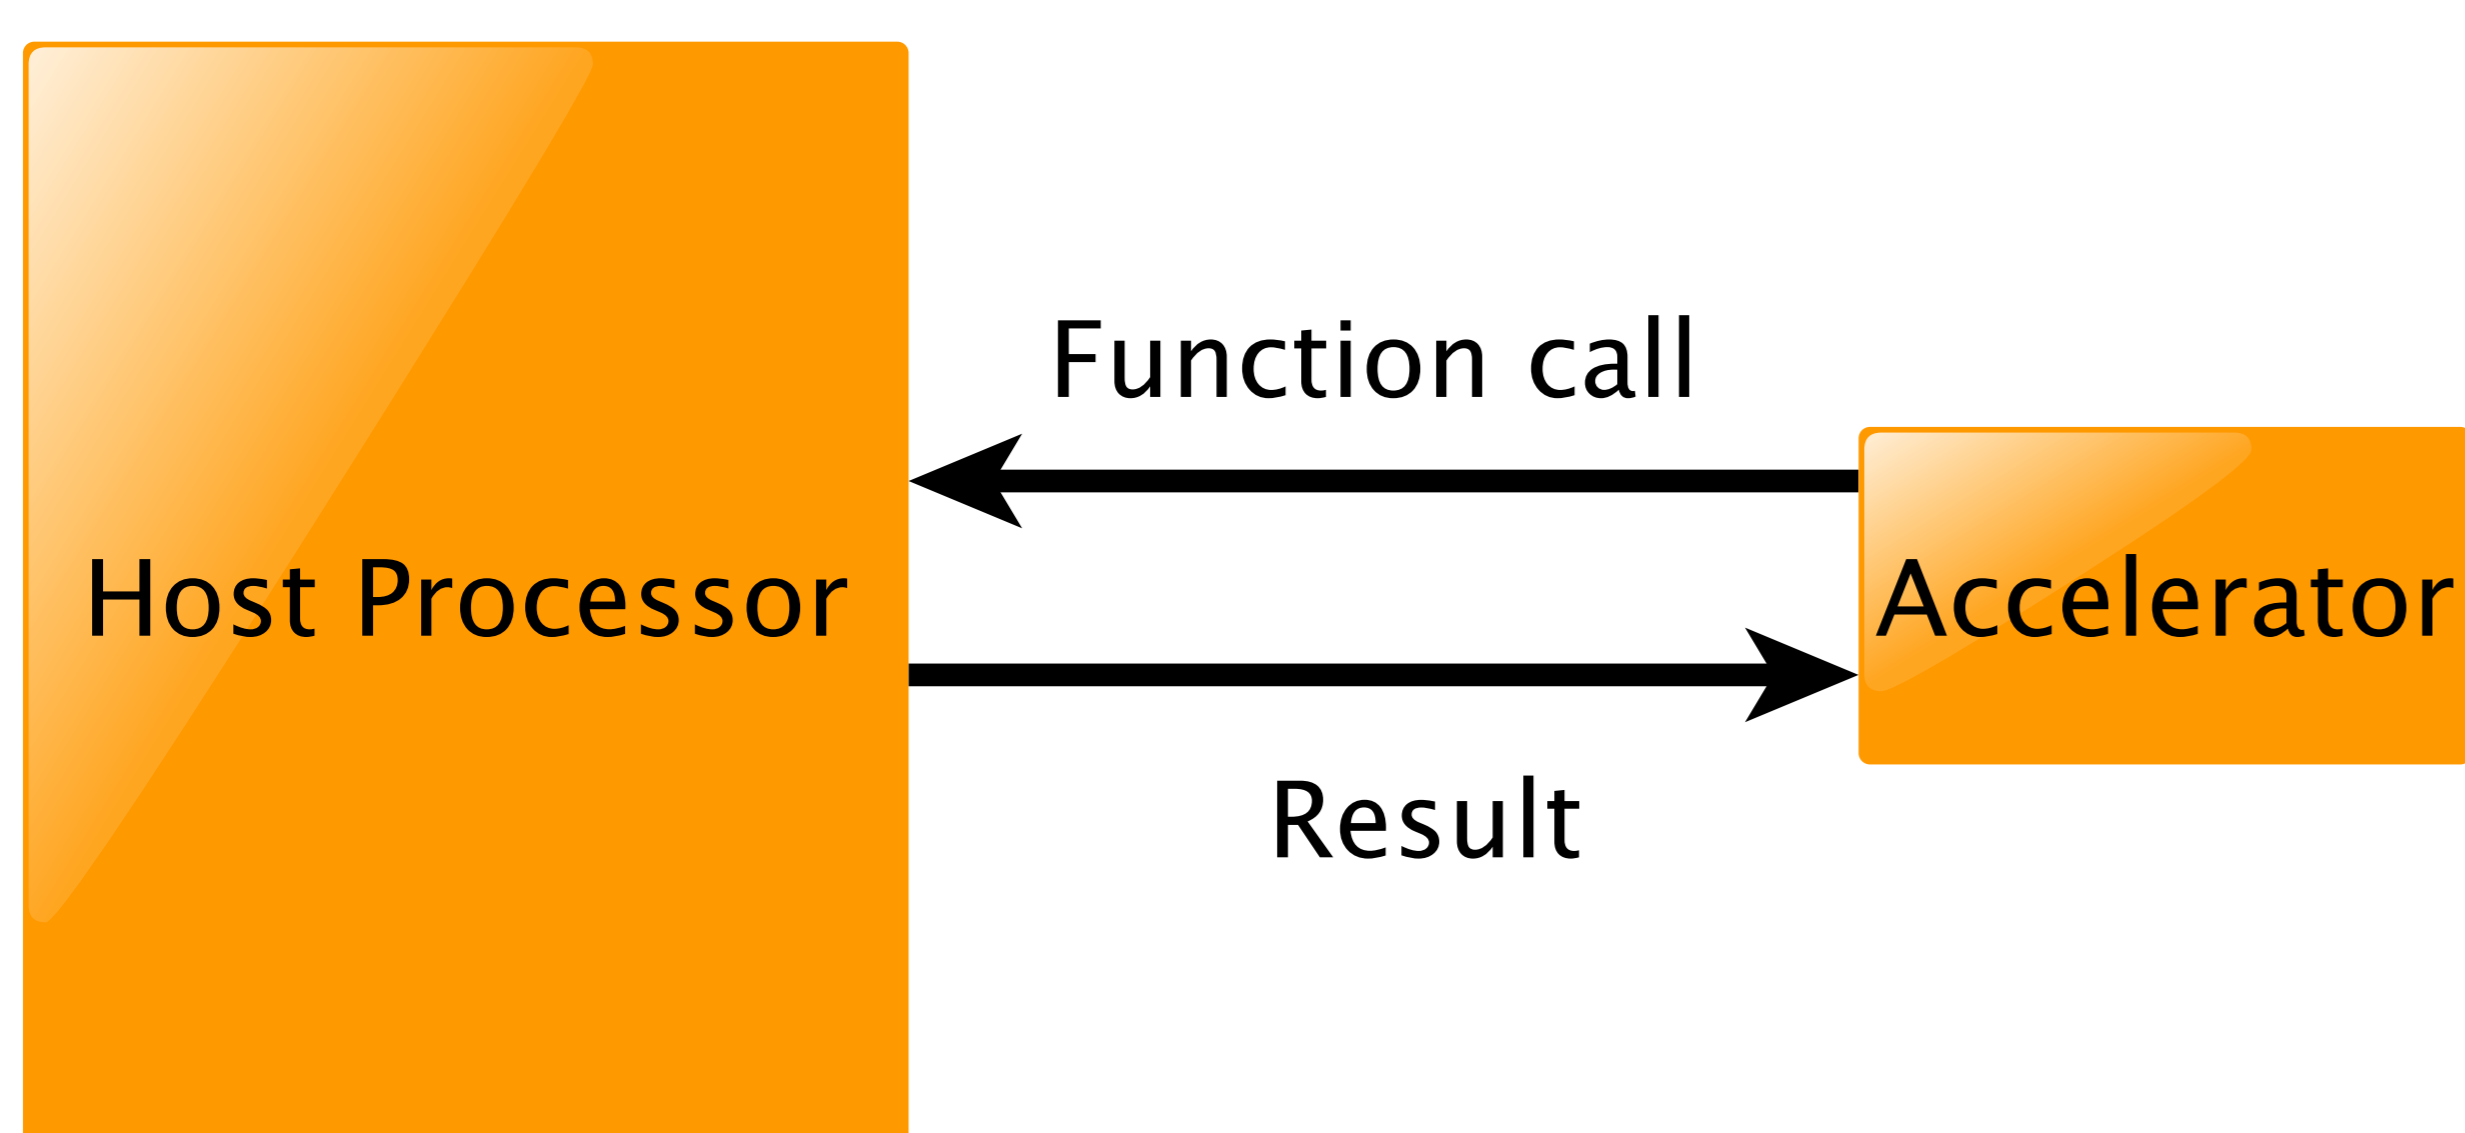 Function call
Host Processor
Accelerator
Result